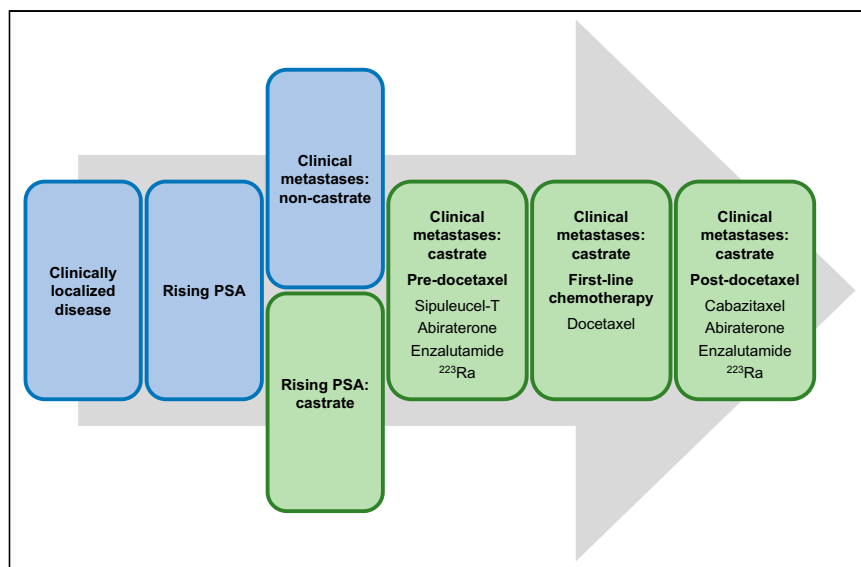 Clinically
localized
disease
Rising PSA
Clinical
metastases:
non-castrate
Rising PSA:
castrate
Clinical
metastases:
castrate
Pre-docetaxel
Sipuleucel-T
Abiraterone
Enzalutamide
²²³Ra
Clinical
metastases:
castrate
First-line
chemotherapy
Docetaxel
Clinical
metastases:
castrate
Post-docetaxel
Cabazitaxel
Abiraterone
Enzalutamide
²²³Ra